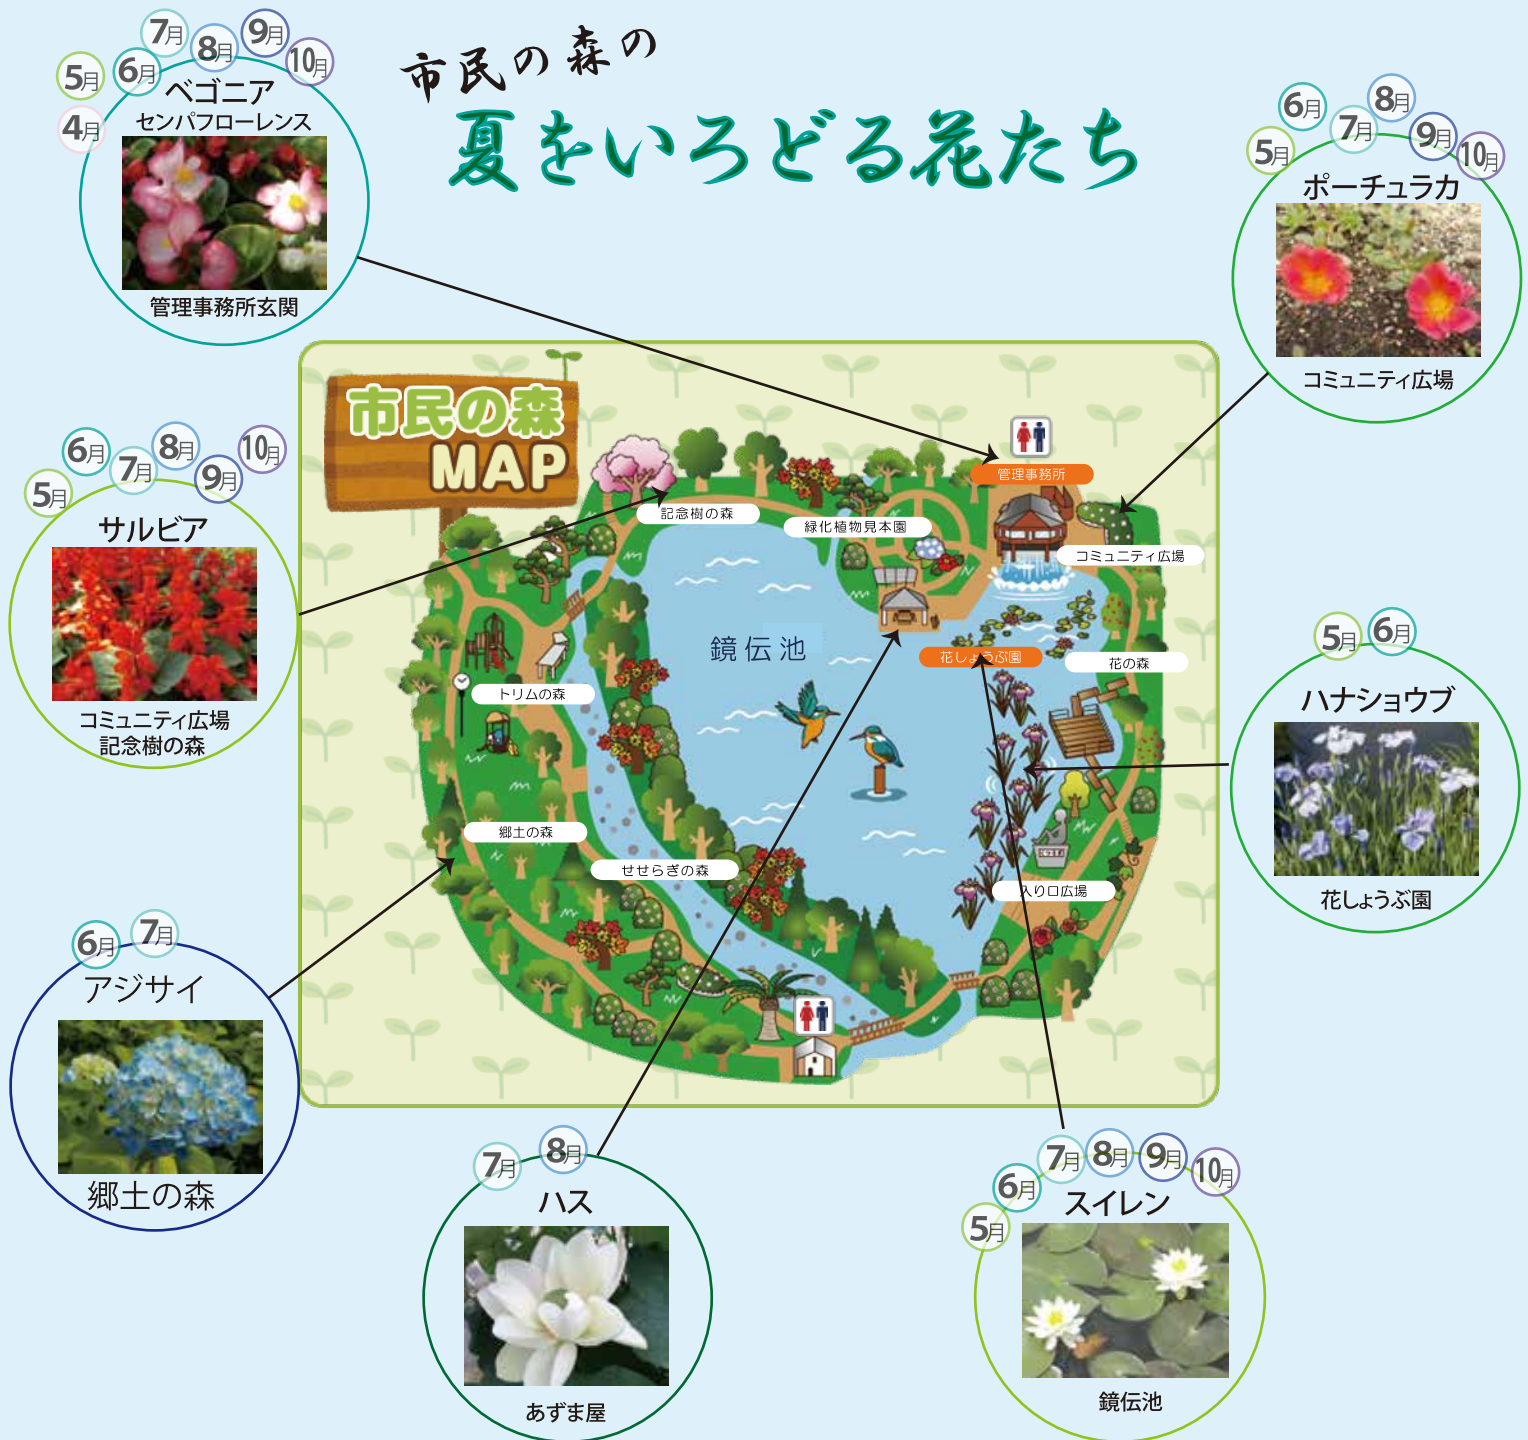 市民の森の
夏をいろどる花たち
4月
5月
6月
7月
8月
9月
10月
ベゴニア
センパフローレンス
管理事務所玄関
5月
6月
7月
8月
9月
10月
ポーチュラカ
コミュニティ広場
5月
6月
7月
8月
9月
10月
サルビア
コミュニティ広場
記念樹の森
5月
6月
ハナショウブ
花しょうぶ園
6月
7月
アジサイ
郷土の森
7月
8月
ハス
あずま屋
5月
6月
7月
8月
9月
10月
スイレン
鏡伝池
市民の森
MAP
管理事務所
記念樹の森
緑化植物見本園
コミュニティ広場
鏡伝池
花しょうぶ園
花の森
トリムの森
郷土の森
せせらぎの森
入り口広場